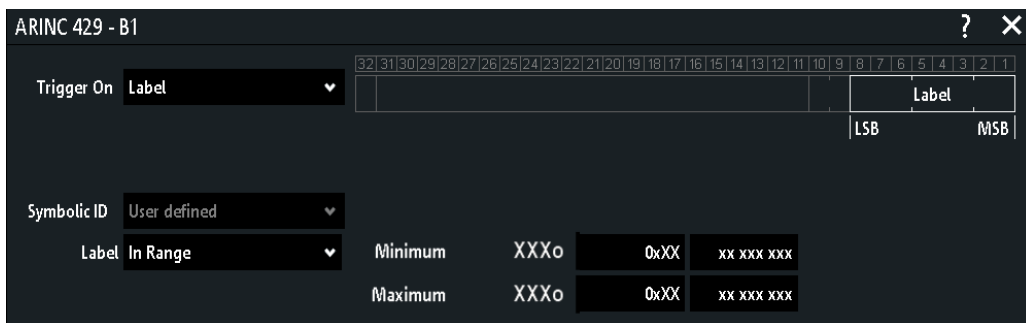 ARINC 429 - B1 ? X
32 31 30 29 28 27 26 25 24 23 22 21 20 19 18 17 16 15 14 13 12 11 10 9 8 7 6 5 4 3 2 1
Trigger On Label Label
LSB MSB
Symbolic ID User defined
Label In Range Minimum XXXo 0xXX xx xxx xxx
Maximum XXXo 0xXX xx xxx xxx